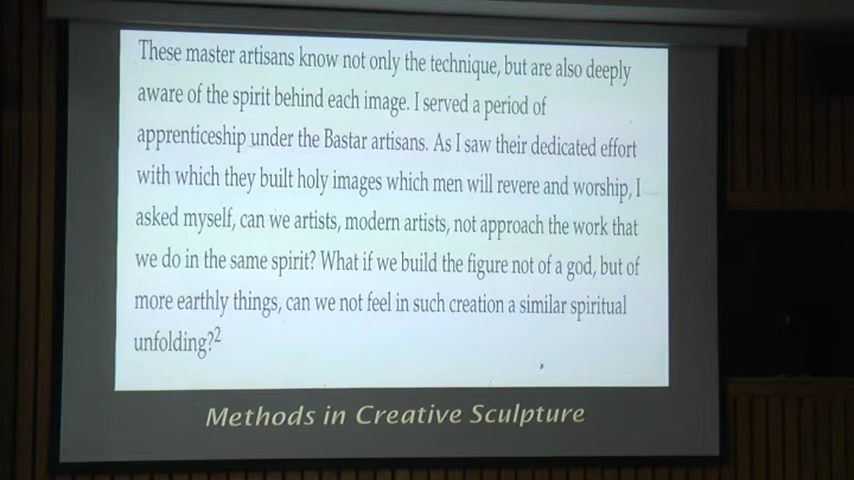 These master artisans know not only the technique, but are also deeply
aware of the spirit behind each image. I served a period of
apprenticeship under the Bastar artisans. As I saw their dedicated effort
with which they built holy images which men will revere and worship, I
asked myself, can we artists, modern artists, not approach the work that
we do in the same spirit? What if we build the figure not of a god, but of
more earthly things, can we not feel in such creation a similar spiritual
unfolding?²
Methods in Creative Sculpture